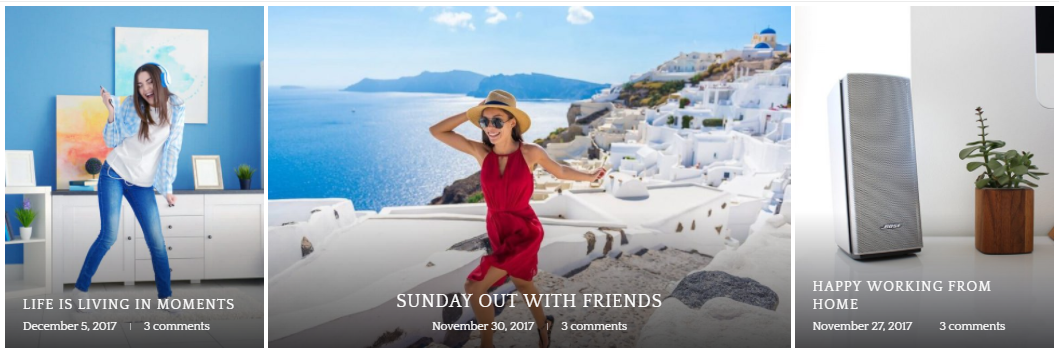 LIFE IS LIVING IN MOMENTS
December 5, 2017 | 3 comments
SUNDAY OUT WITH FRIENDS
November 30, 2017 | 3 comments
BOSE
HAPPY WORKING FROM
HOME
November 27, 2017 3 comments